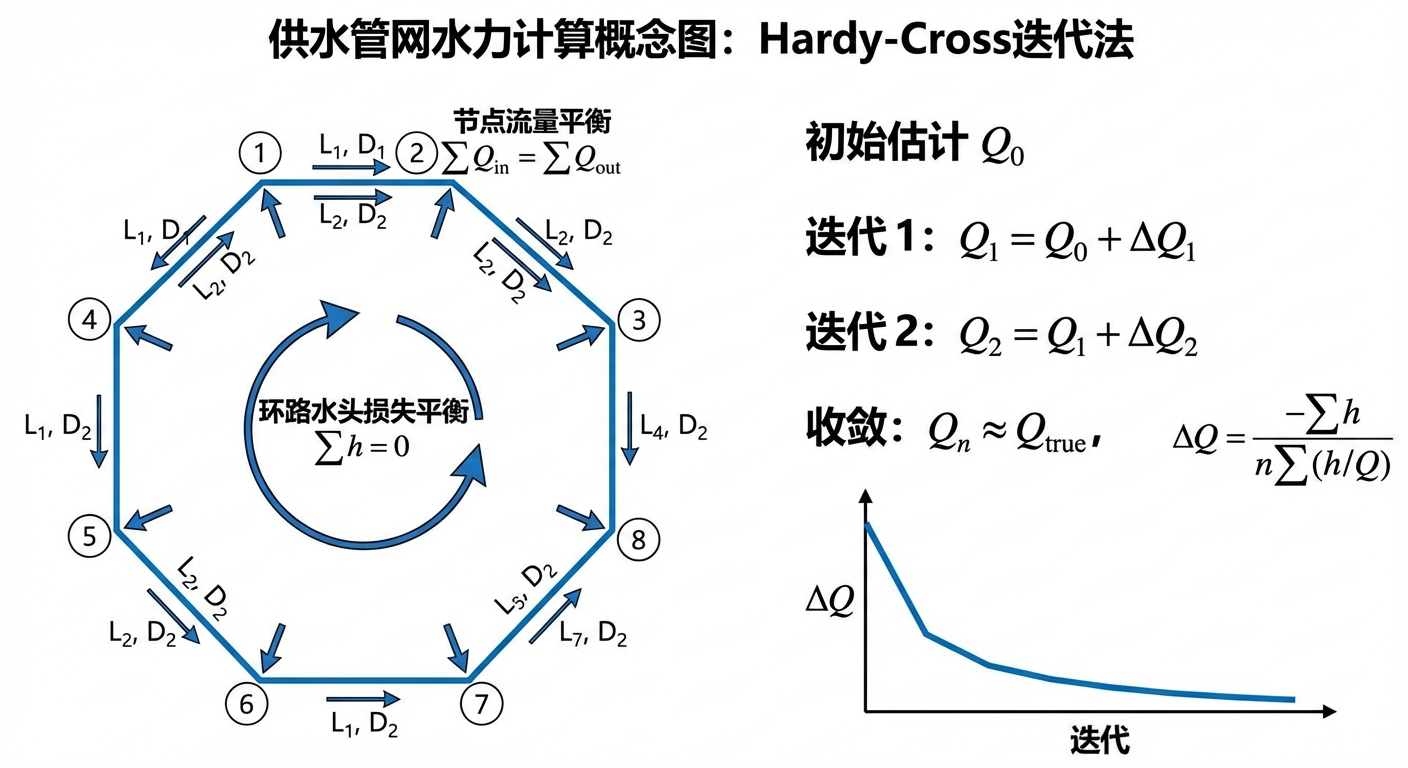 供水管网水力计算概念图：Hardy-Cross迭代法
节点流量平衡
∑Q_in = ∑Q_out
①
L₁, D₁
②
L₂, D₂
L₁, D₁
L₂, D₂
L₂, D₂
L₂, D₂
④
③
环路水头损失平衡
∑h = 0
L₁, D₂
L₄, D₂
⑤
⑧
L₂, D₂
L₂, D₂
L₅, D₂
L₇, D₂
⑥
⑦
L₁, D₂
初始估计 Q₀
迭代 1：Q₁ = Q₀ + ΔQ₁
迭代 2：Q₂ = Q₁ + ΔQ₂
收敛：Qₙ ≈ Q_true， ΔQ = −∑h / n∑(h/Q)
ΔQ
迭代